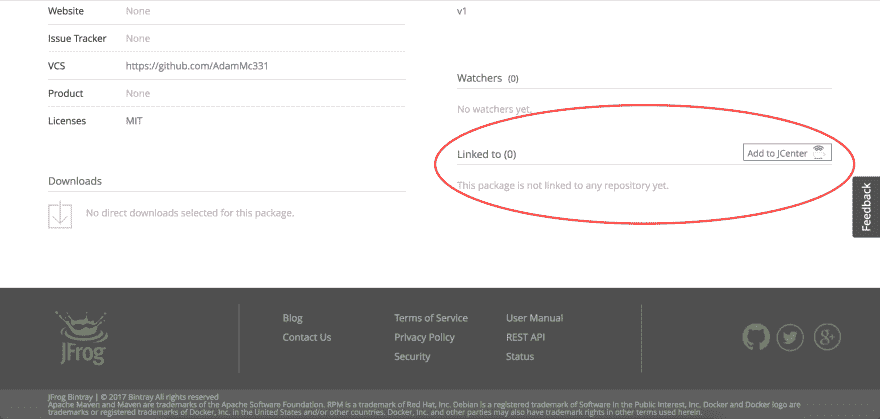 Website None
Issue Tracker None
VCS https://github.com/AdamMc331
Product None
Licenses MIT
Downloads
No direct downloads selected for this package.
v1
Watchers (0)
No watchers yet.
Linked to (0) Add to JCenter
This package is not linked to any repository yet.
Feedback
JFrog
Blog
Contact Us
Terms of Service
Privacy Policy
Security
User Manual
REST API
Status
g+
JFrog Bintray | © 2017 Bintray All rights reserved
Apache Maven and Maven are trademarks of the Apache Software Foundation. RPM is a trademark of Red Hat, Inc. Debian is a registered trademark of Software in the Public Interest, Inc. Docker and Docker logo are
trademarks or registered trademarks of Docker, Inc. in the United States and/or other countries. Docker, Inc. and other parties may also have trademark rights in other terms used herein.